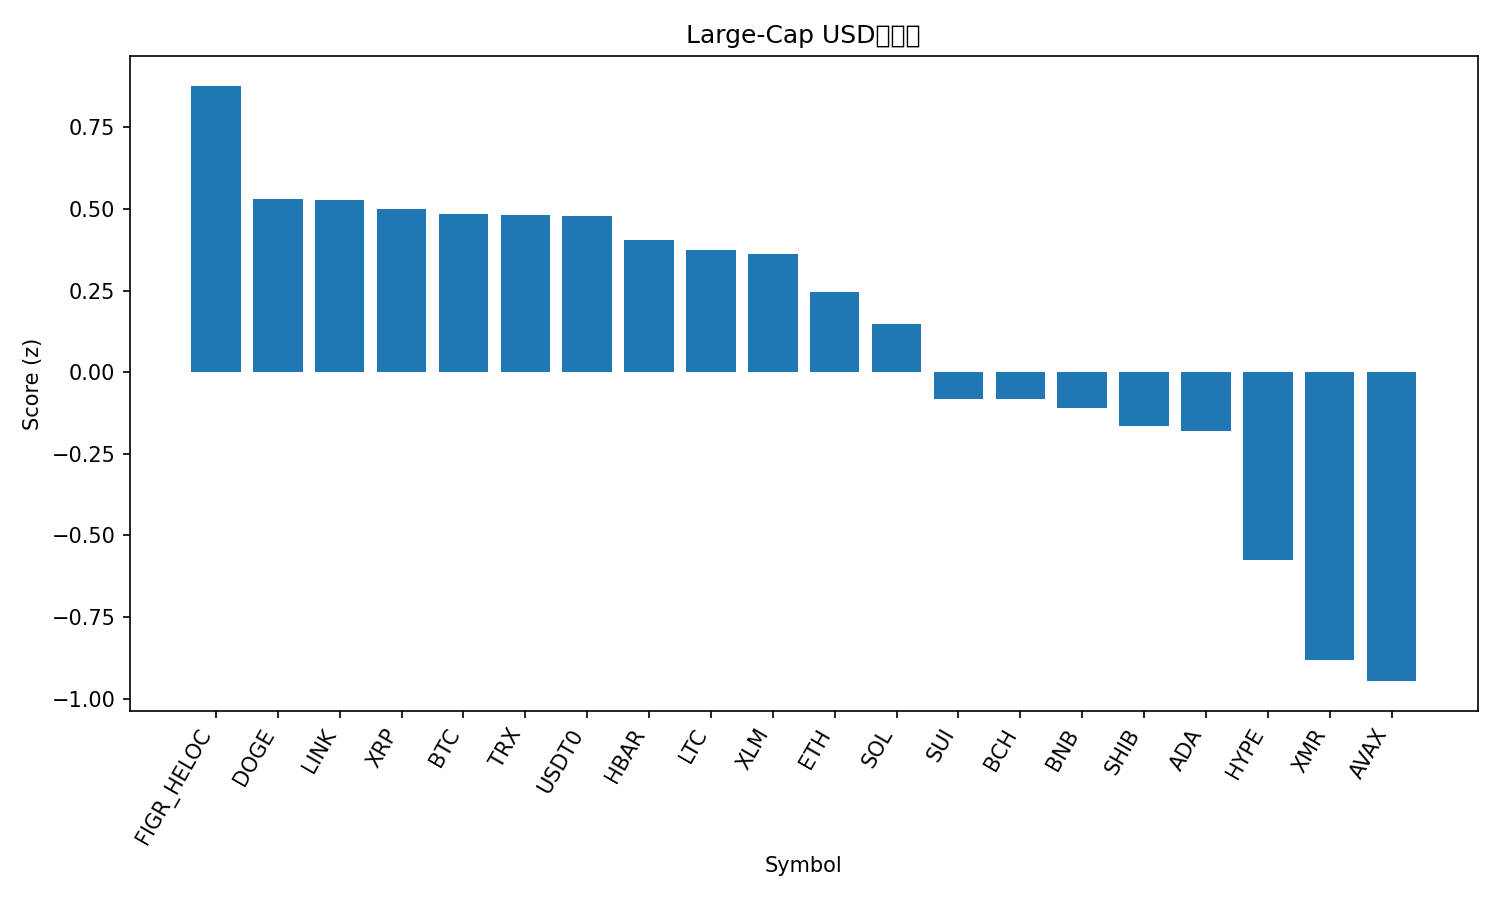 Large-Cap USD
0.75
0.50
0.25
0.00
−0.25
−0.50
−0.75
−1.00
Score (z)
FIGR_HELOC
DOGE
LINK
XRP
BTC
TRX
USDT0
HBAR
LTC
XLM
ETH
SOL
SUI
BCH
BNB
SHIB
ADA
HYPE
XMR
AVAX
Symbol